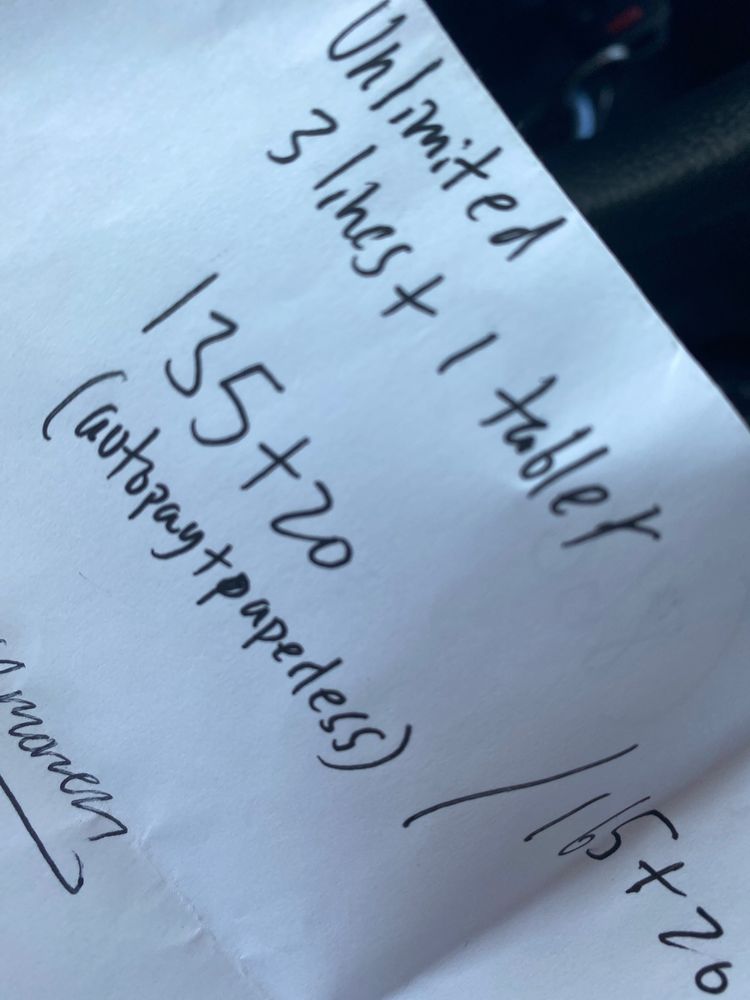 Unlimited
3 lines + 1 tablet
135+20
(autopay+paperless) / 165+20